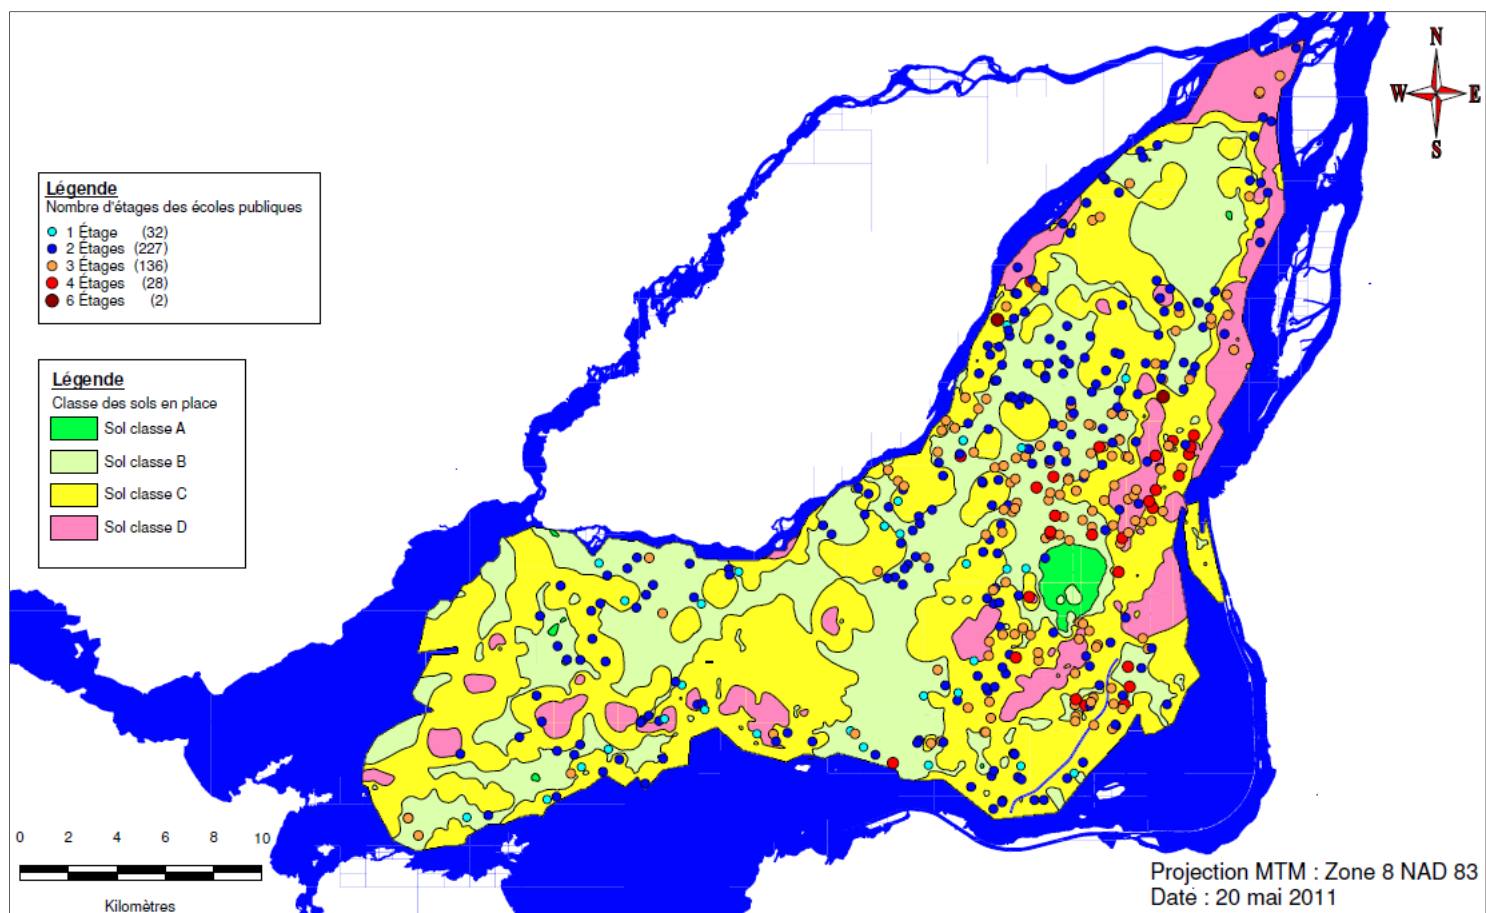 N
W E
S
Légende
Nombre d'étages des écoles publiques
1 Étage (32)
2 Étages (227)
3 Étages (136)
4 Étages (28)
6 Étages (2)
Légende
Classe des sols en place
Sol classe A
Sol classe B
Sol classe C
Sol classe D
0 2 4 6 8 10
Kilomètres
Projection MTM : Zone 8 NAD 83
Date : 20 mai 2011